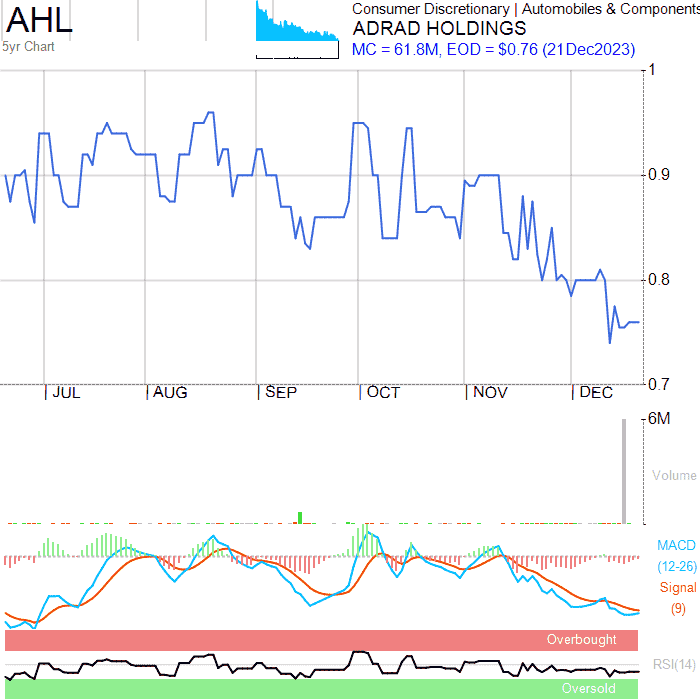 AHL
5yr Chart
Consumer Discretionary | Automobiles & Components
ADRAD HOLDINGS
MC = 61.8M, EOD = $0.76 (21Dec2023)
1
0.9
0.8
0.7
JUL AUG SEP OCT NOV DEC
6M
Volume
MACD
(12-26)
Signal
(9)
Overbought
RSI(14)
Oversold